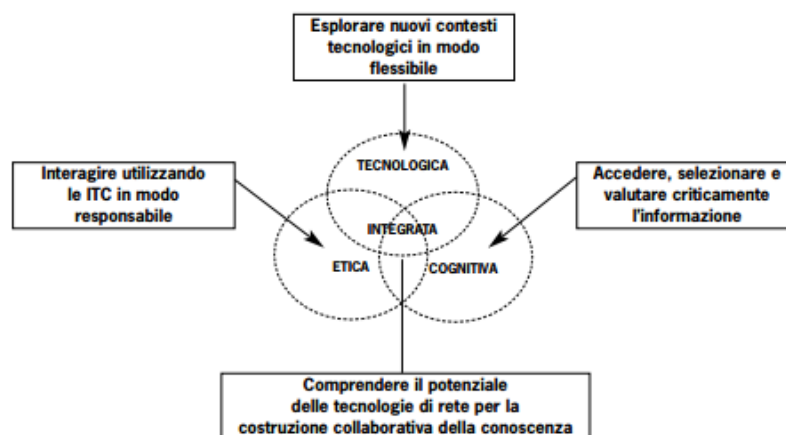 Esplorare nuovi contesti
tecnologici in modo
flessibile
Interagire utilizzando
le ITC in modo
responsabile
TECNOLOGICA
Accedere, selezionare e
valutare criticamente
l'informazione
INTEGRATA
ETICA
COGNITIVA
Comprendere il potenziale
delle tecnologie di rete per la
costruzione collaborativa della conoscenza